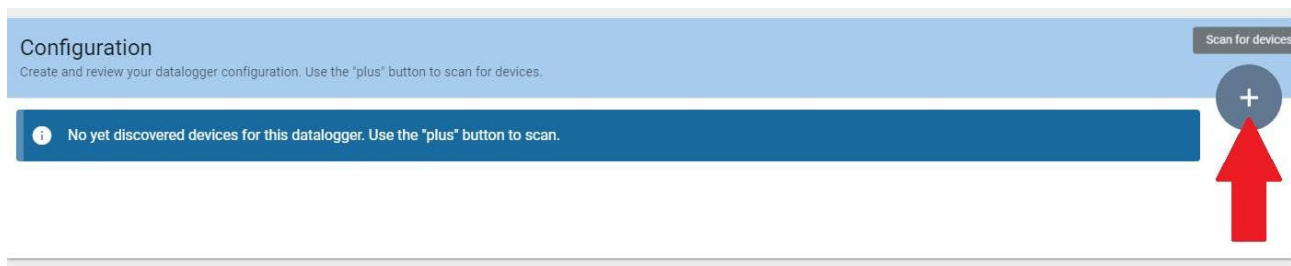 Configuration
Scan for devices
Create and review your datalogger configuration. Use the "plus" button to scan for devices.
No yet discovered devices for this datalogger. Use the "plus" button to scan.